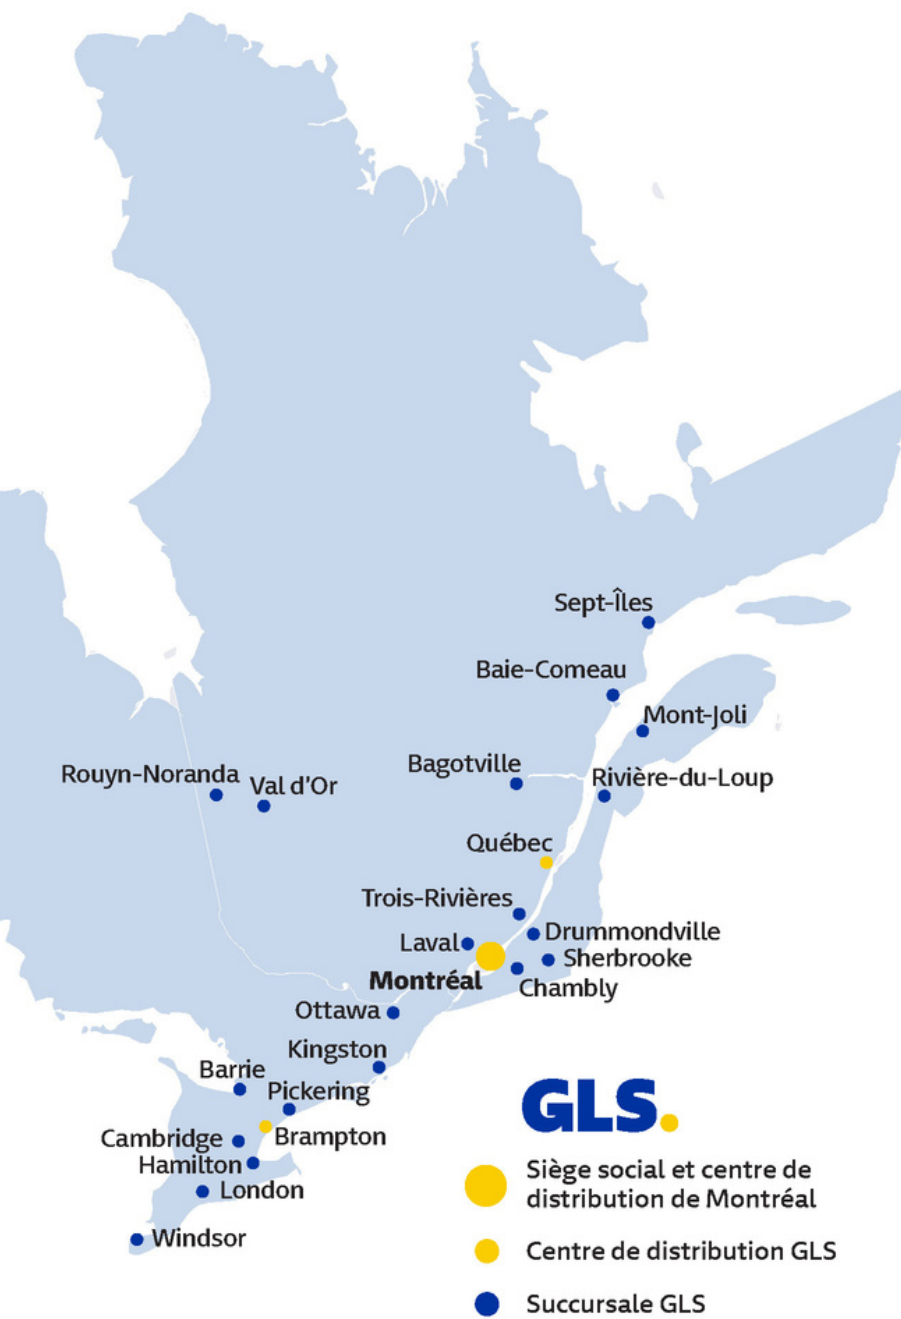 Sept-Îles
Baie-Comeau
Mont-Joli
Bagotville
Rouyn-Noranda
Val d'Or
Rivière-du-Loup
Québec
Trois-Rivières
Drummondville
Laval
Sherbrooke
Montréal
Chambly
Ottawa
Kingston
Barrie
Pickering
Brampton
Cambridge
Hamilton
London
Windsor
GLS.
Siège social et centre de
distribution de Montréal
Centre de distribution GLS
Succursale GLS